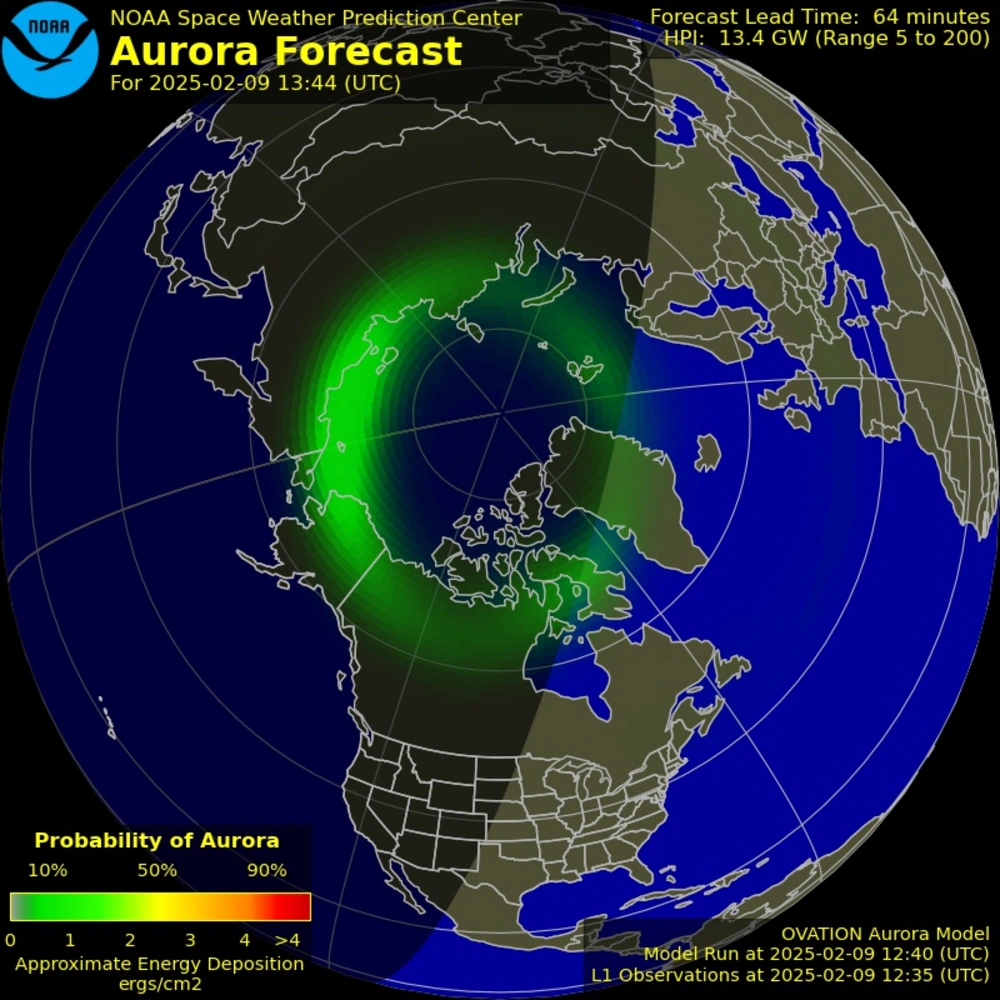 NOAA
NOAA Space Weather Prediction Center
Aurora Forecast
For 2025-02-09 13:44 (UTC)
Forecast Lead Time: 64 minutes
HPI: 13.4 GW (Range 5 to 200)
Probability of Aurora
10% 50% 90%
0 1 2 3 4 >4
Approximate Energy Deposition
ergs/cm2
OVATION Aurora Model
Model Run at 2025-02-09 12:40 (UTC)
L1 Observations at 2025-02-09 12:35 (UTC)